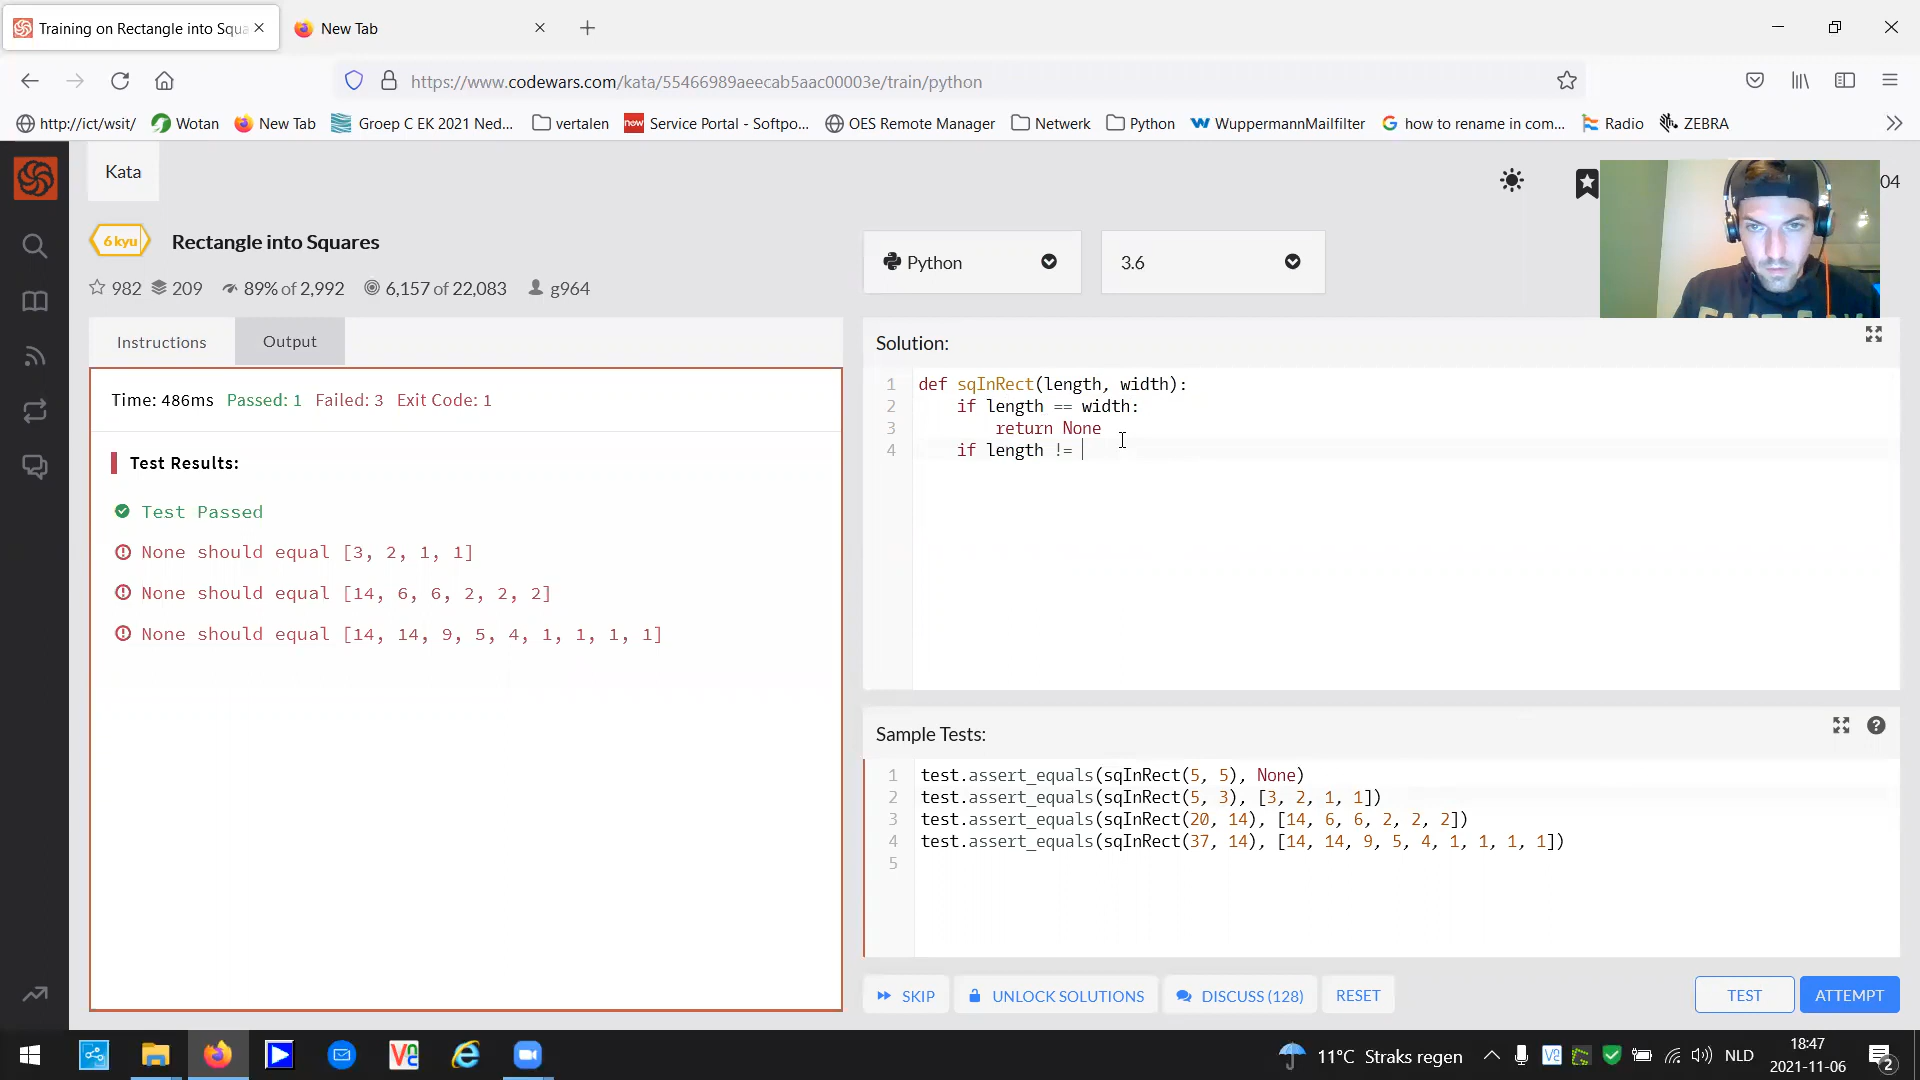 Training on Rectangle into Squa
New Tab
https://www.codewars.com/kata/55466989aeecab5aac00003e/train/python
http://ict/wsit/
Wotan
New Tab
Groep C EK 2021 Ned...
vertalen
Service Portal - Softpo...
OES Remote Manager
Netwerk
Python
WuppermannMailfilter
how to rename in com...
Radio
ZEBRA
Kata
04
6 kyu
Rectangle into Squares
982 209 89% of 2,992 6,157 of 22,083 g964
Python
3.6
Instructions
Output
Time: 486ms Passed: 1 Failed: 3 Exit Code: 1
Test Results:
Test Passed
None should equal [3, 2, 1, 1]
None should equal [14, 6, 6, 2, 2, 2]
None should equal [14, 14, 9, 5, 4, 1, 1, 1, 1]
Solution:
1 def sqInRect(length, width):
2 if length == width:
3 return None
4 if length !=
Sample Tests:
1 test.assert_equals(sqInRect(5, 5), None)
2 test.assert_equals(sqInRect(5, 3), [3, 2, 1, 1])
3 test.assert_equals(sqInRect(20, 14), [14, 6, 6, 2, 2, 2])
4 test.assert_equals(sqInRect(37, 14), [14, 14, 9, 5, 4, 1, 1, 1, 1])
5
SKIP
UNLOCK SOLUTIONS
DISCUSS (128)
RESET
TEST
ATTEMPT
11°C Straks regen
NLD
18:47
2021-11-06
2